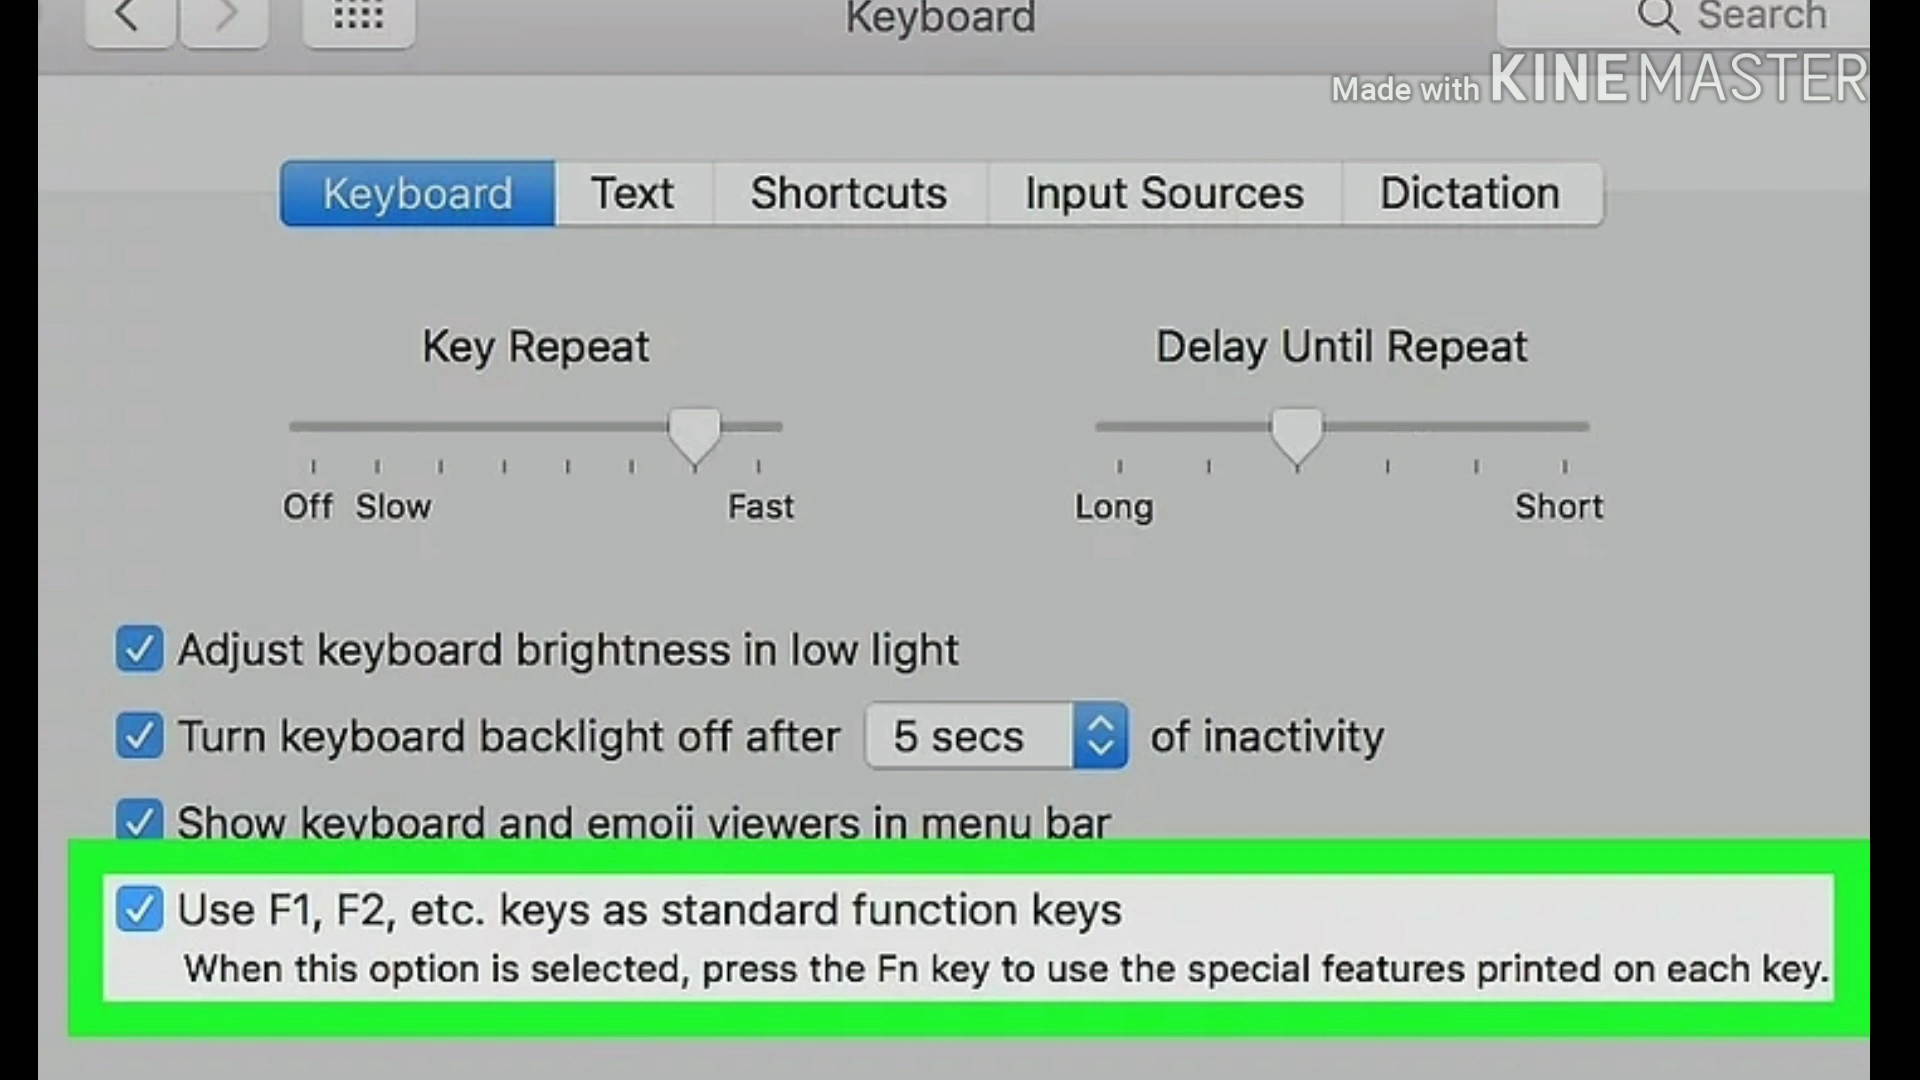 Keyboard
Search
Made with KINEMASTER
Keyboard Text Shortcuts Input Sources Dictation
Key Repeat Delay Until Repeat
Off Slow Fast Long Short
Adjust keyboard brightness in low light
Turn keyboard backlight off after 5 secs of inactivity
Show keyboard and emoji viewers in menu bar
Use F1, F2, etc. keys as standard function keys
When this option is selected, press the Fn key to use the special features printed on each key.